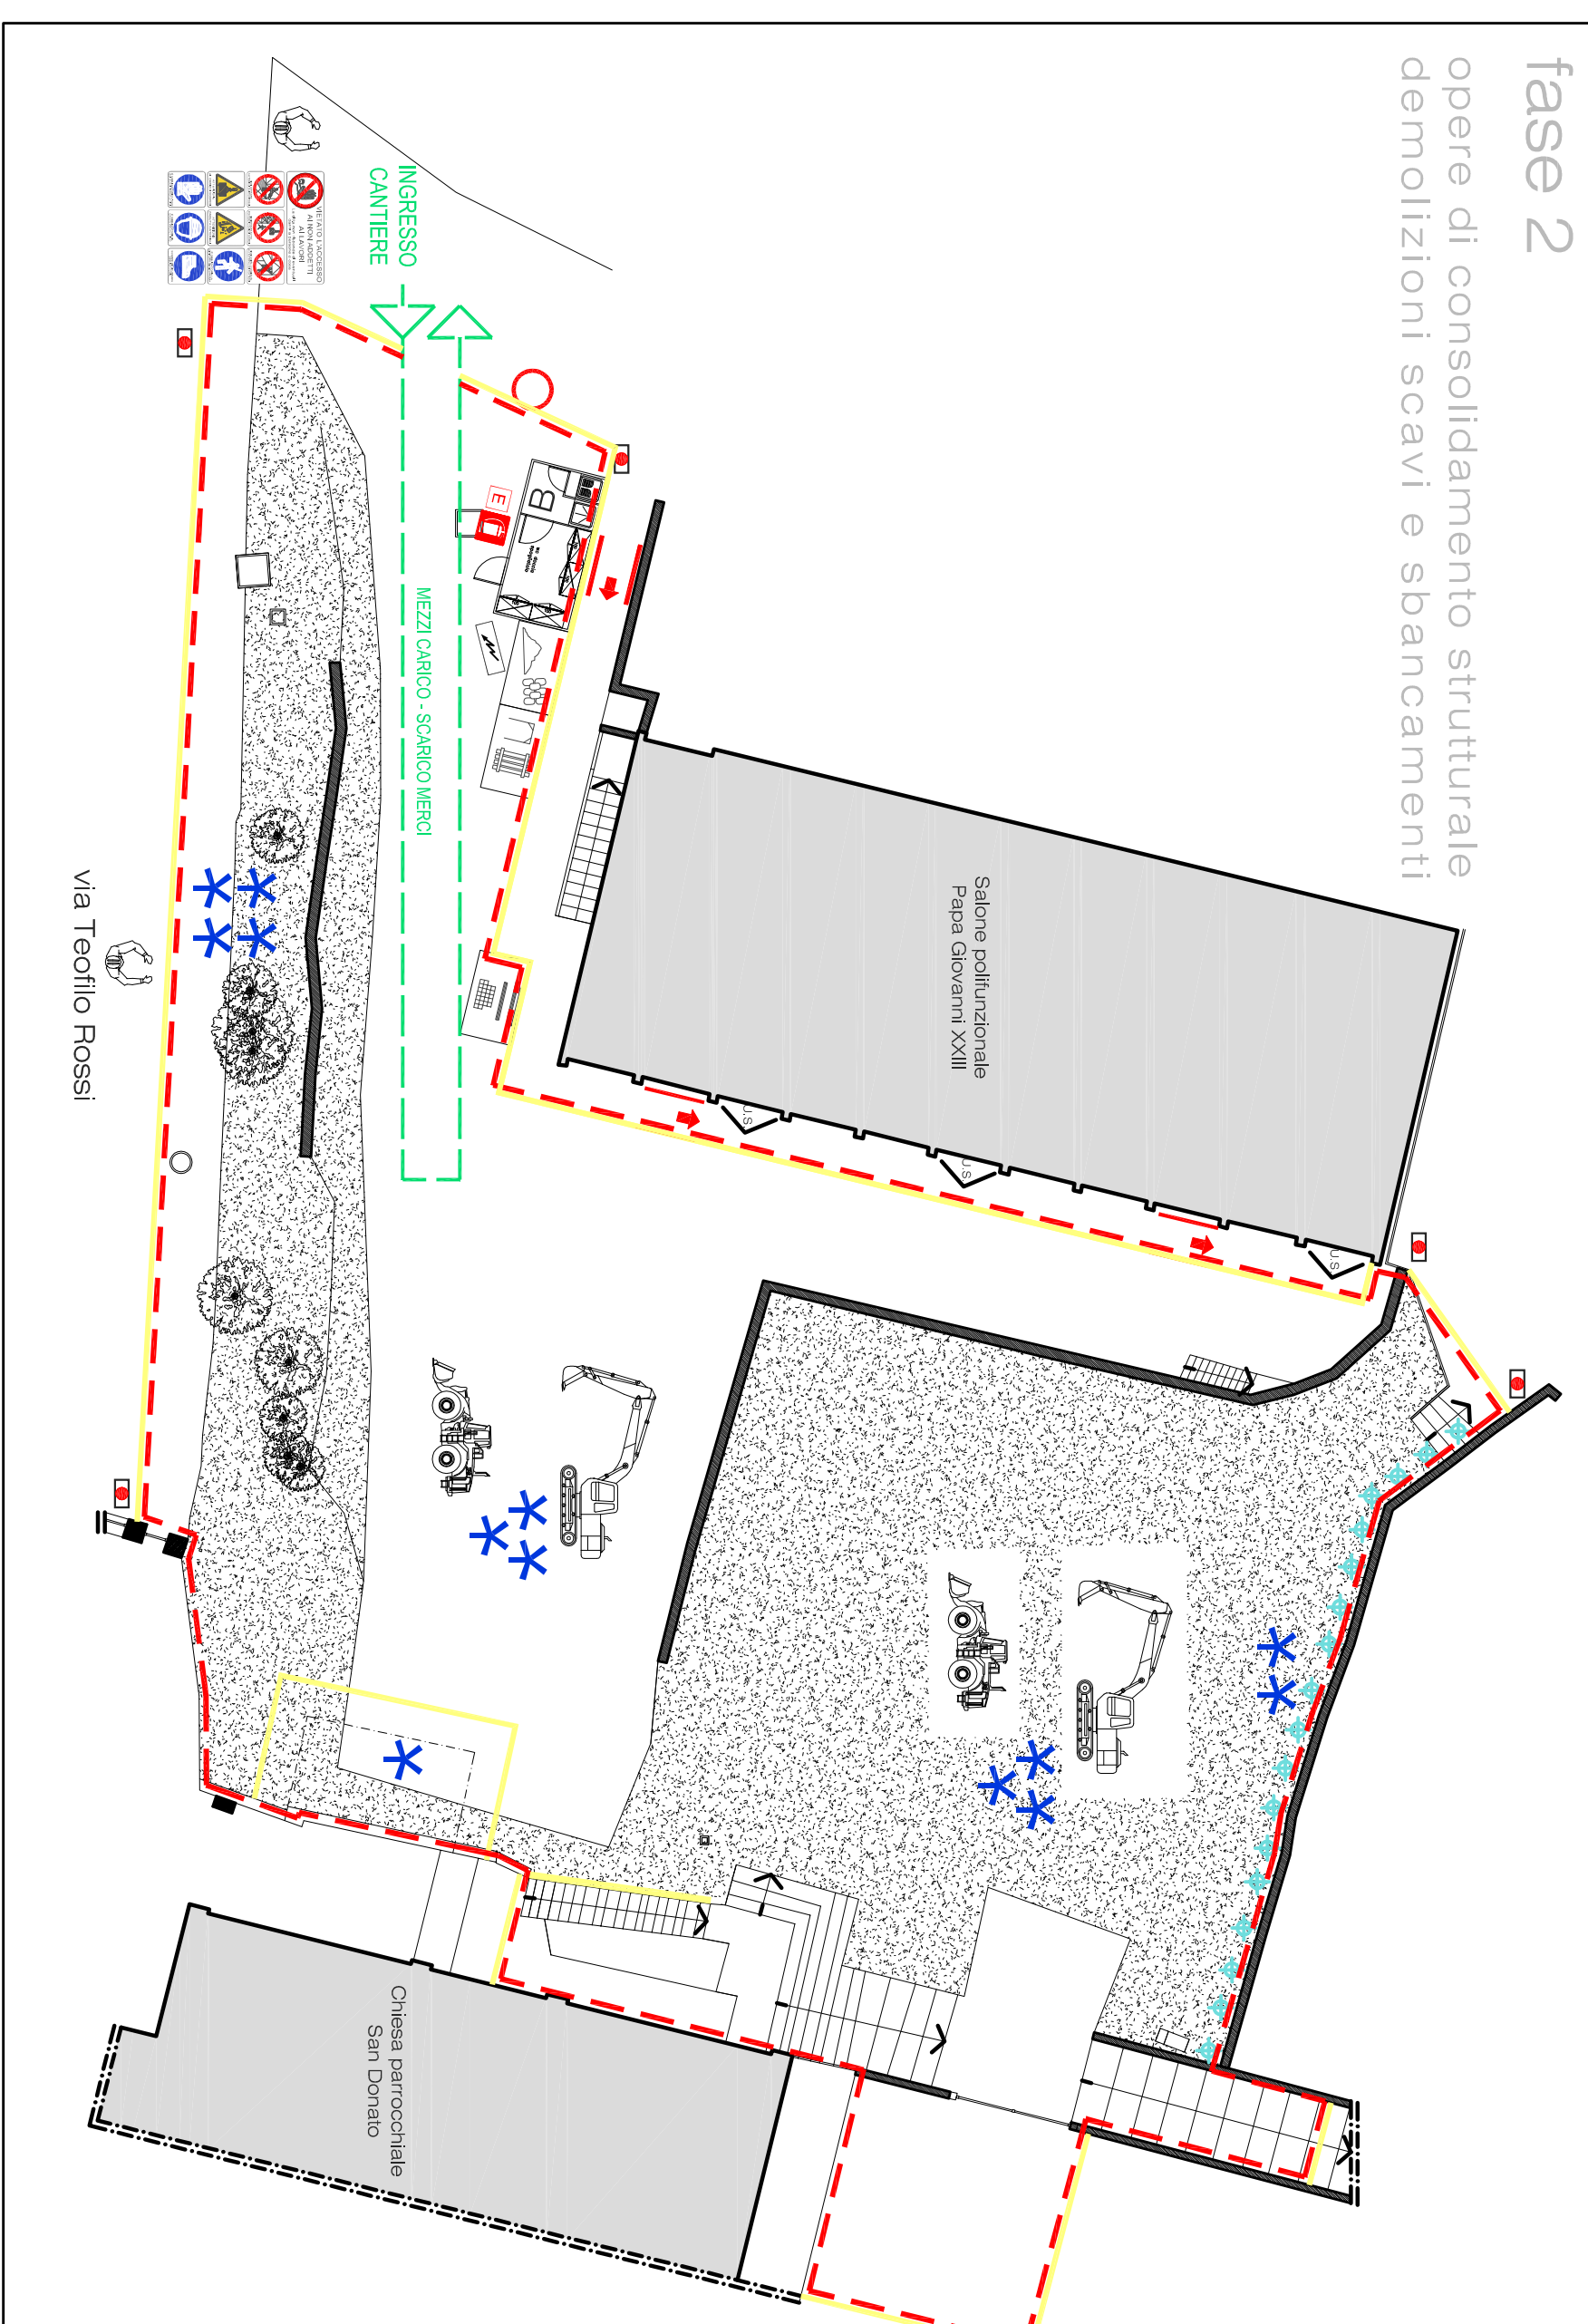 fase 2
opere di consolidamento strutturale
demolizioni scavi e sbancamenti
INGRESSO
CANTIERE
VIETATO L'ACCESSO
AI NON ADDETTI
AI LAVORI
B
E
MEZZI CARICO - SCARICO MERCI
Salone polifunzionale
Papa Giovanni XXIII
U.S.
U.S
U.S
via Teofilo Rossi
Chiesa parrocchiale
San Donato